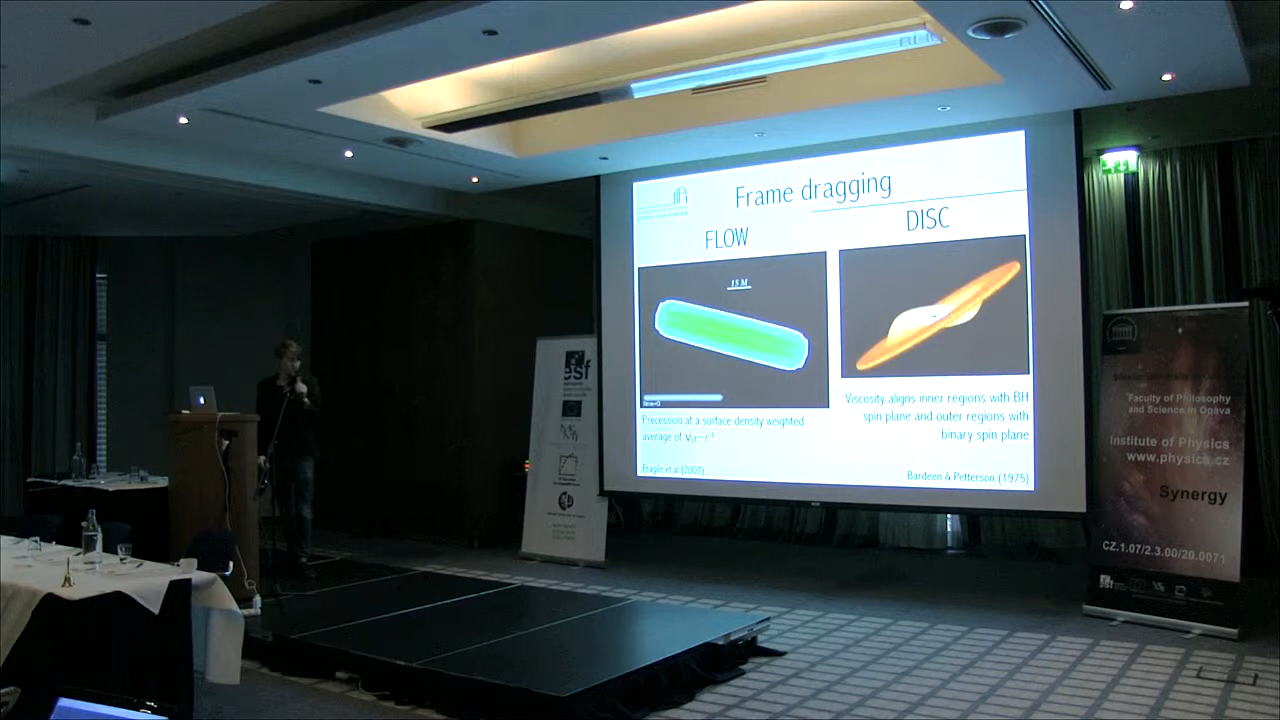 Frame dragging
FLOW
DISC
15 M
time=0
Precession at a surface density weighted
average of
Viscosity aligns inner regions with BH
spin plane and outer regions with
binary spin plane
Fragile et al (2007)
Bardeen & Petterson (1975)
esf
Faculty of Philosophy
and Science in Opava
Institute of Physics
www.physics.cz
Synergy
CZ.1.07/2.3.00/20.0071
esf